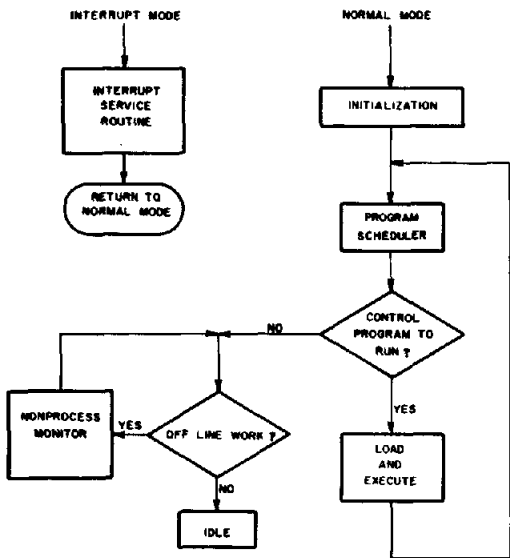 INTERRUPT MODE
INTERRUPT
SERVICE
ROUTINE
RETURN TO
NORMAL MODE
NORMAL MODE
INITIALIZATION
PROGRAM
SCHEDULER
CONTROL
PROGRAM TO
RUN?
NO
YES
LOAD
AND
EXECUTE
OFF LINE WORK?
YES
NONPROCESS
MONITOR
NO
IDLE